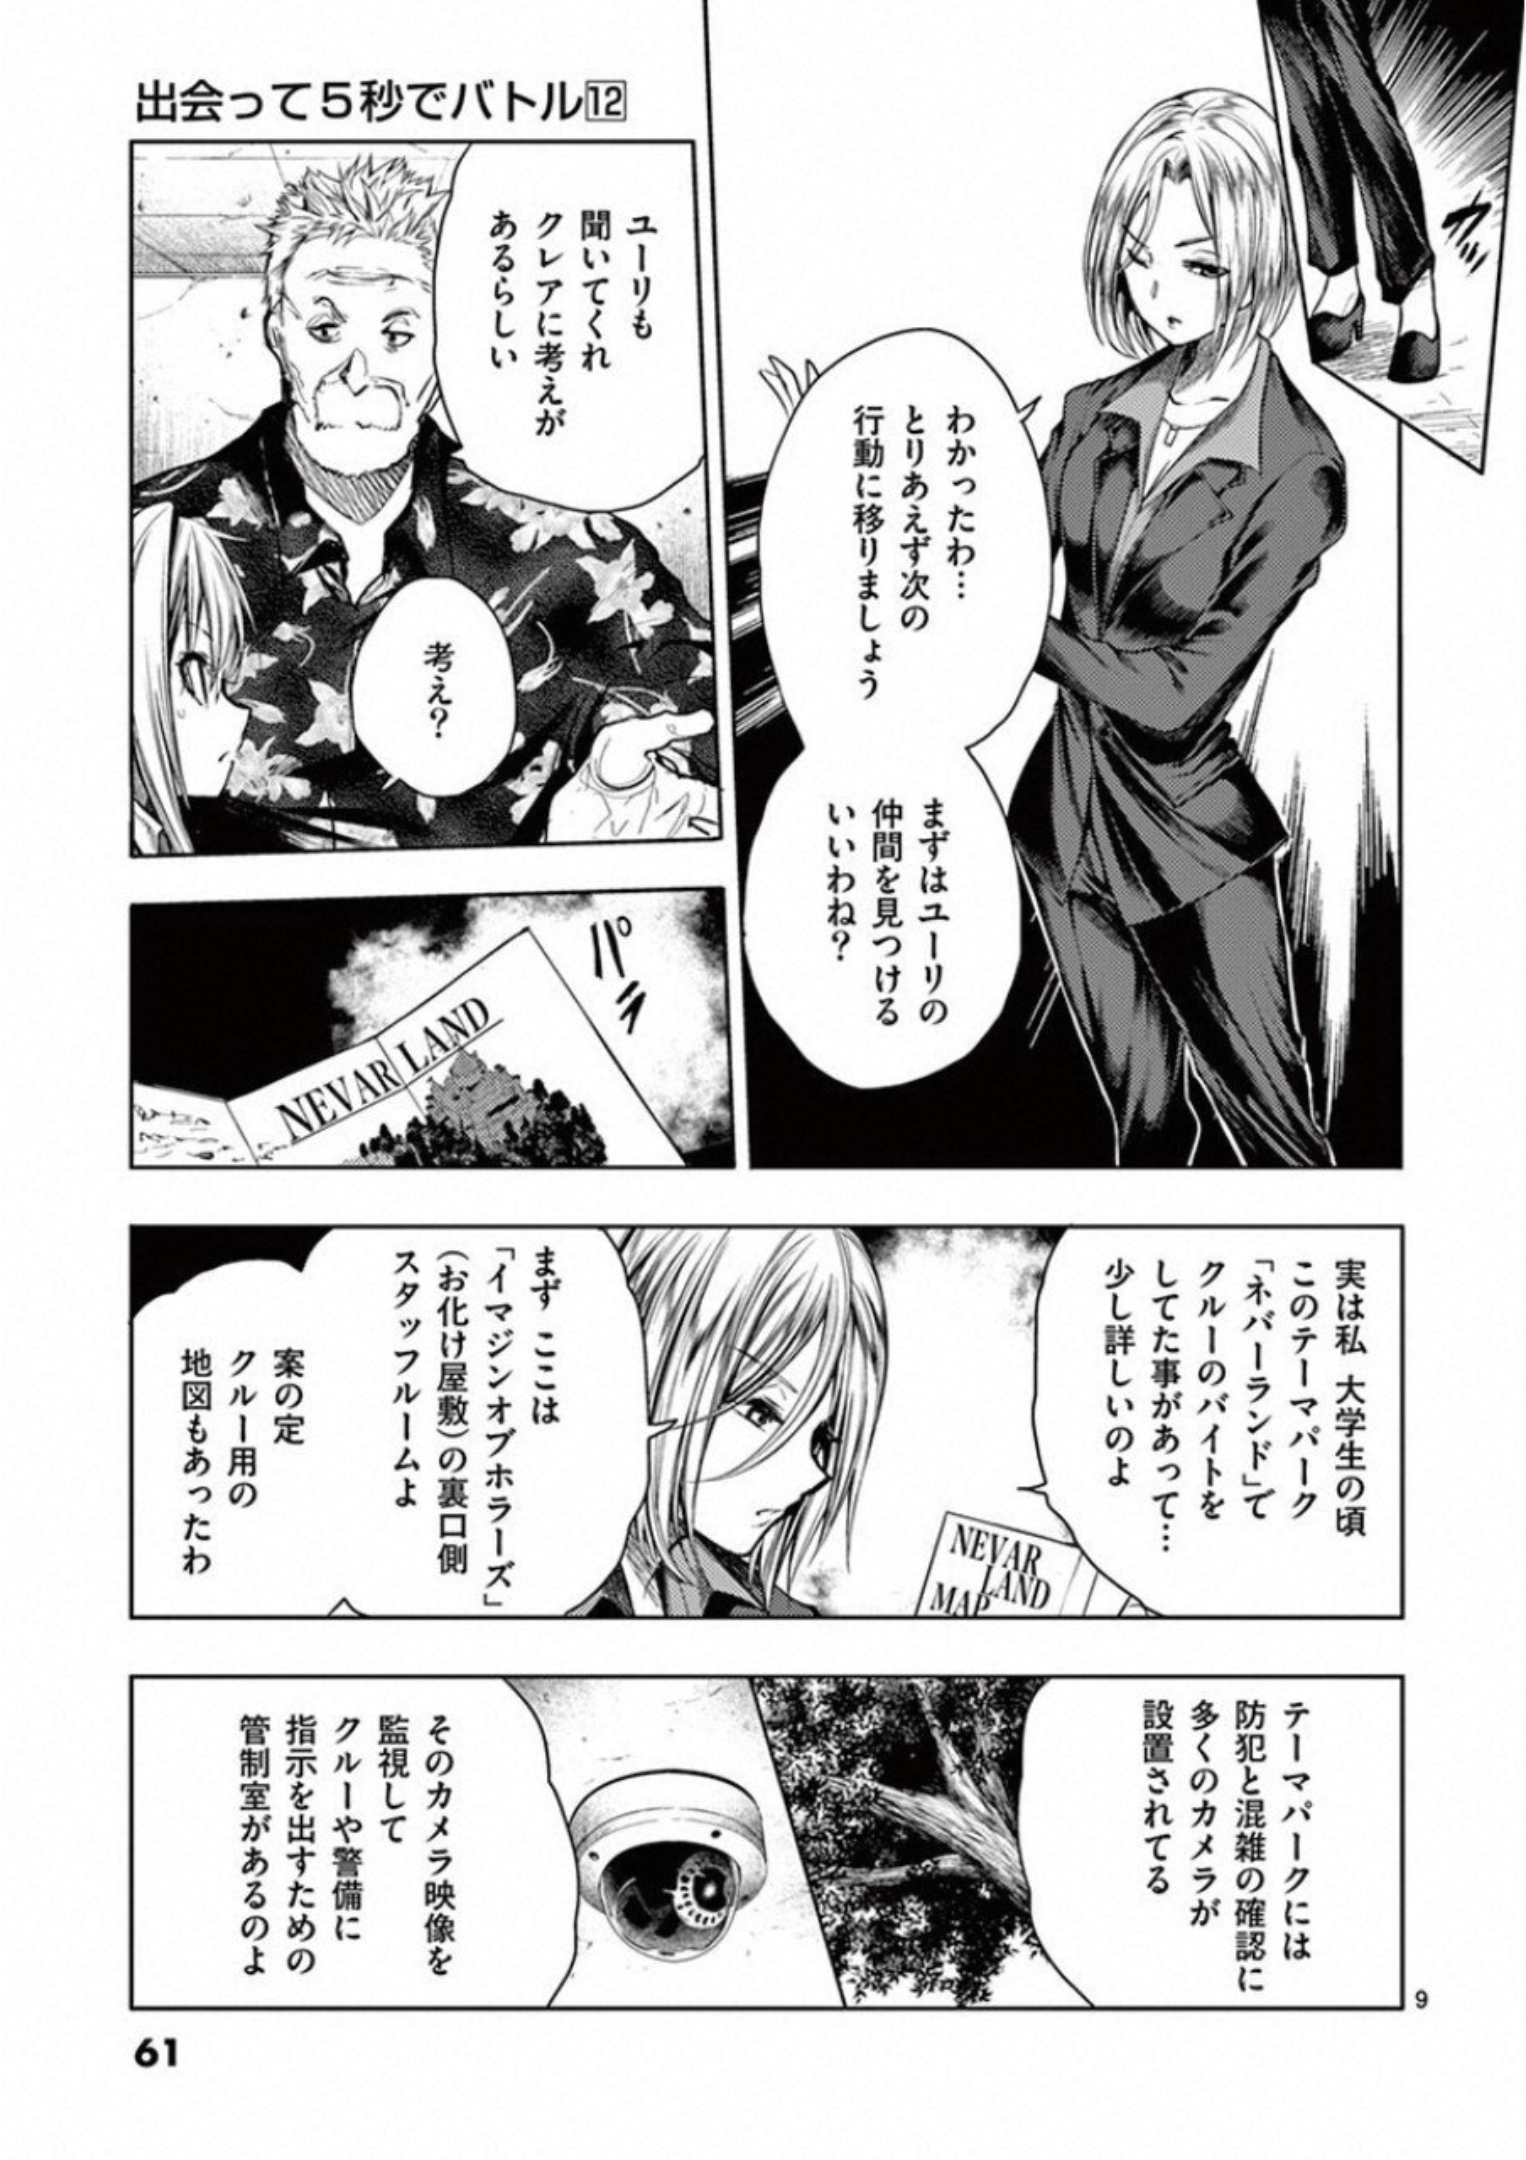 出会って5秒でバトル12
カッ
わかったわ…
とりあえず次の
行動に移りましょう
まずはユーリの
仲間を見つける
いいわね？
ユーリも
聞いてくれ
クレアに考えが
あるらしい
考え？
パラ
NEVAR LAND
実は私 大学生の頃
このテーマパーク
「ネバーランド」で
クルーのバイトを
してた事があって…
少し詳しいのよ
NEVAR
LAND
MAP
まず ここは
「イマジンオブホラーズ」
（お化け屋敷）の裏口側
スタッフルームよ
案の定
クルー用の
地図もあったわ
テーマパークには
防犯と混雑の確認に
多くのカメラが
設置されてる
そのカメラ映像を
監視して
クルーや警備に
指示を出すための
管制室があるのよ
9
61